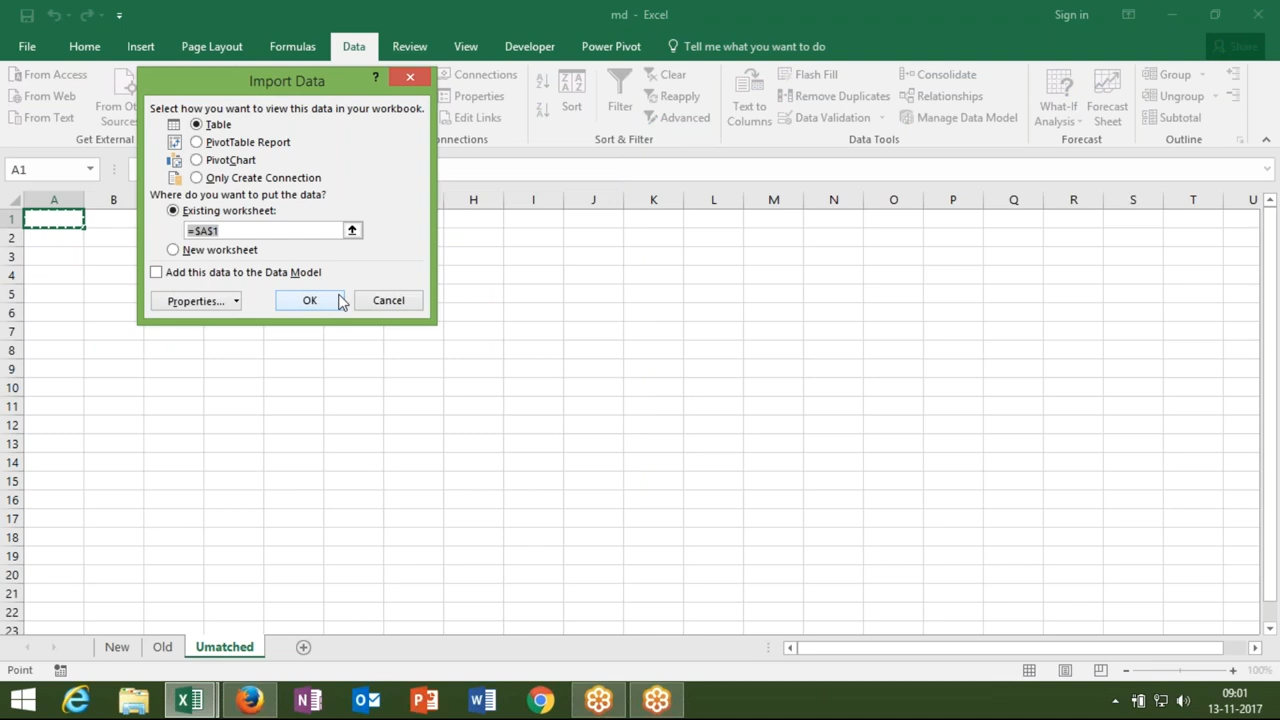 md - Excel
Sign in
File Home Insert Page Layout Formulas Data Review View Developer Power Pivot Tell me what you want to do Share
From Access
From Web
From Text
From Ot
Sources
Get External
Connections
Properties
Edit Links
nnections
Sort
Filter
Clear
Reapply
Advanced
Sort & Filter
Text to
Columns
Flash Fill
Remove Duplicates
Data Validation
Consolidate
Relationships
Manage Data Model
Data Tools
What-If
Analysis
Forecast
Sheet
Forecast
Group
Ungroup
Subtotal
Outline
Import Data
?
Select how you want to view this data in your workbook.
Table
PivotTable Report
PivotChart
Only Create Connection
Where do you want to put the data?
Existing worksheet:
=$A$1
New worksheet
Add this data to the Data Model
Properties...
OK
Cancel
A1
A B H I J K L M N O P Q R S T U
1
2
3
4
5
6
7
8
9
10
11
12
13
14
15
16
17
18
19
20
21
22
23
New Old Umatched
Point
100%
09:01
13-11-2017